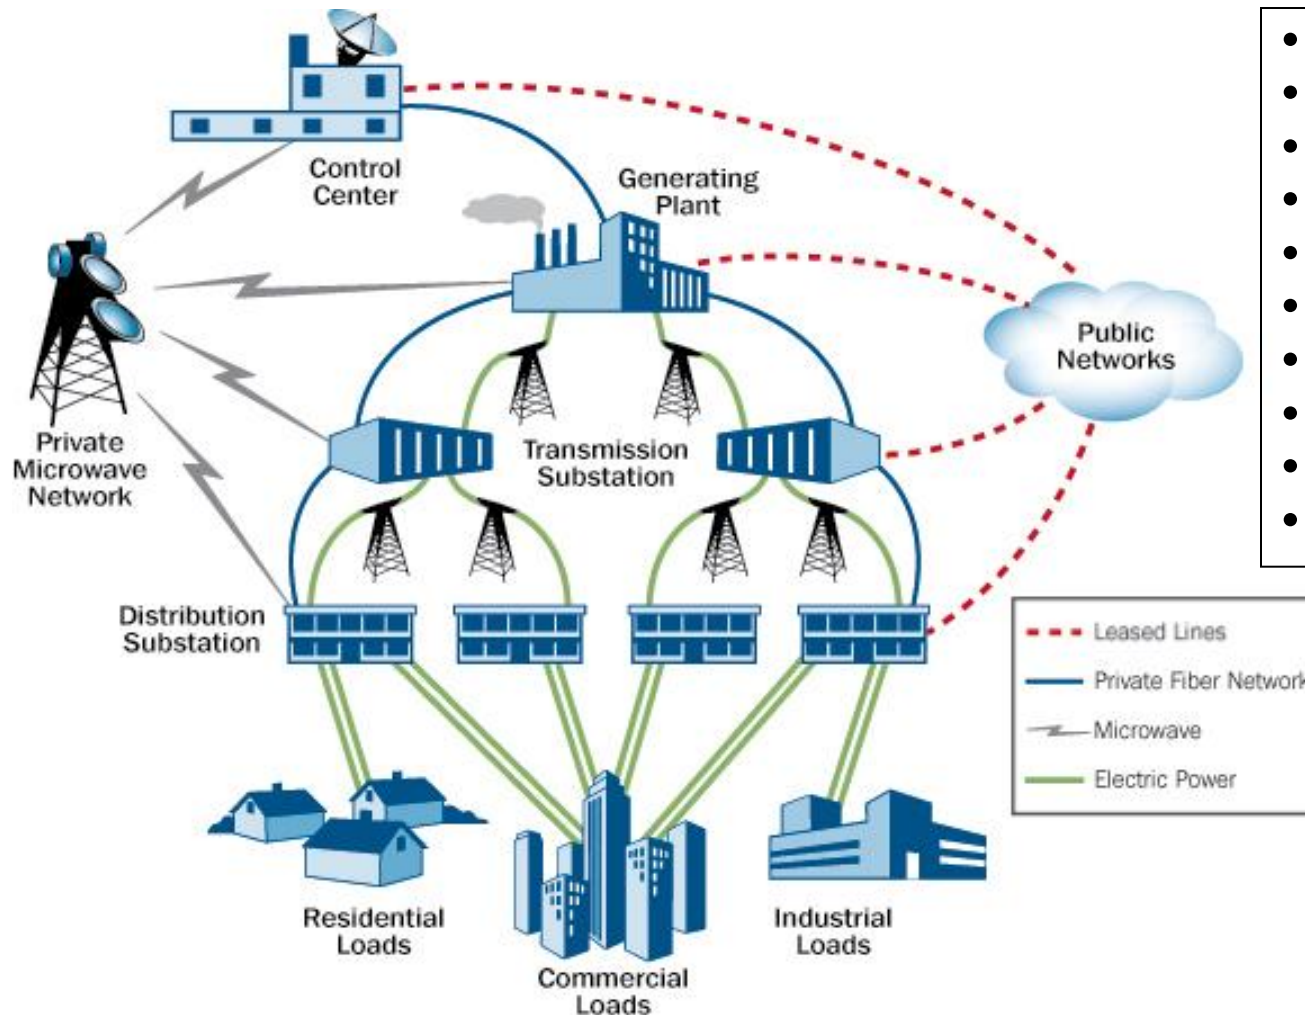 Control
Center
Generating
Plant
Public
Networks
Private
Microwave
Network
Transmission
Substation
Distribution
Substation
Leased Lines
Private Fiber Network
Microwave
Electric Power
Residential
Loads
Commercial
Loads
Industrial
Loads